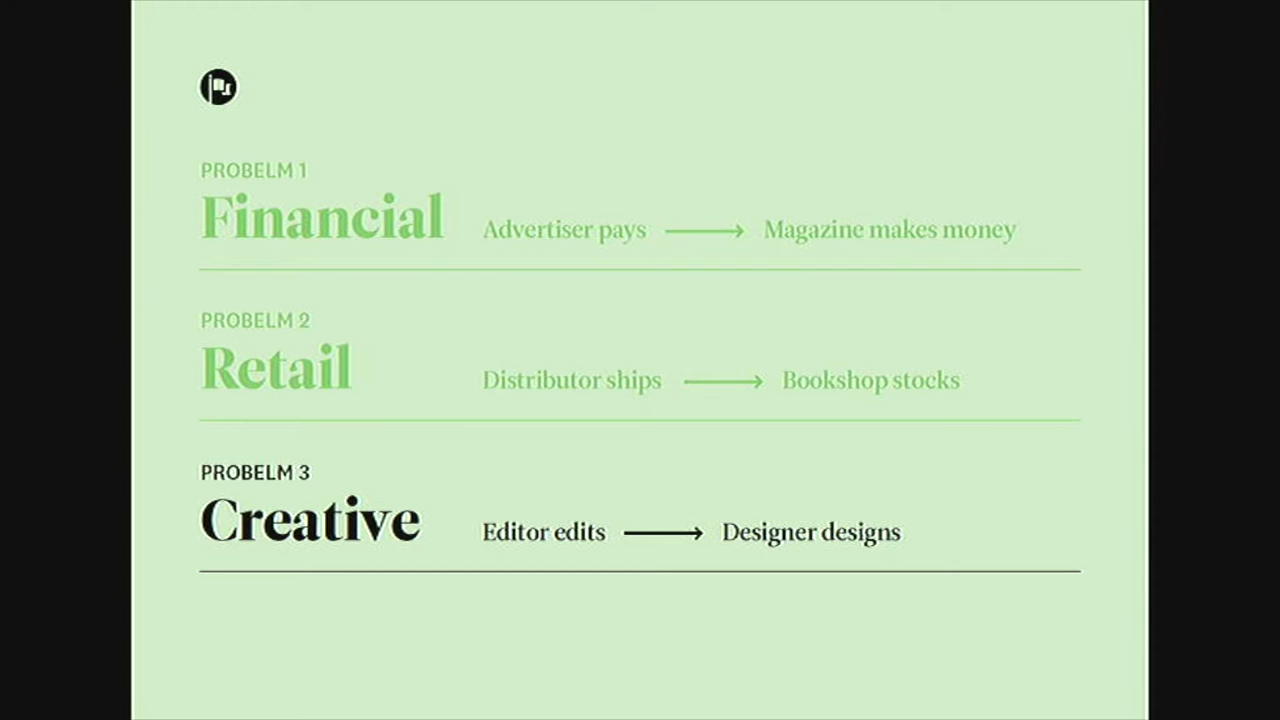 PROBELM 1
Financial Advertiser pays ⟶ Magazine makes money
PROBELM 2
Retail Distributor ships ⟶ Bookshop stocks
PROBELM 3
Creative Editor edits ⟶ Designer designs